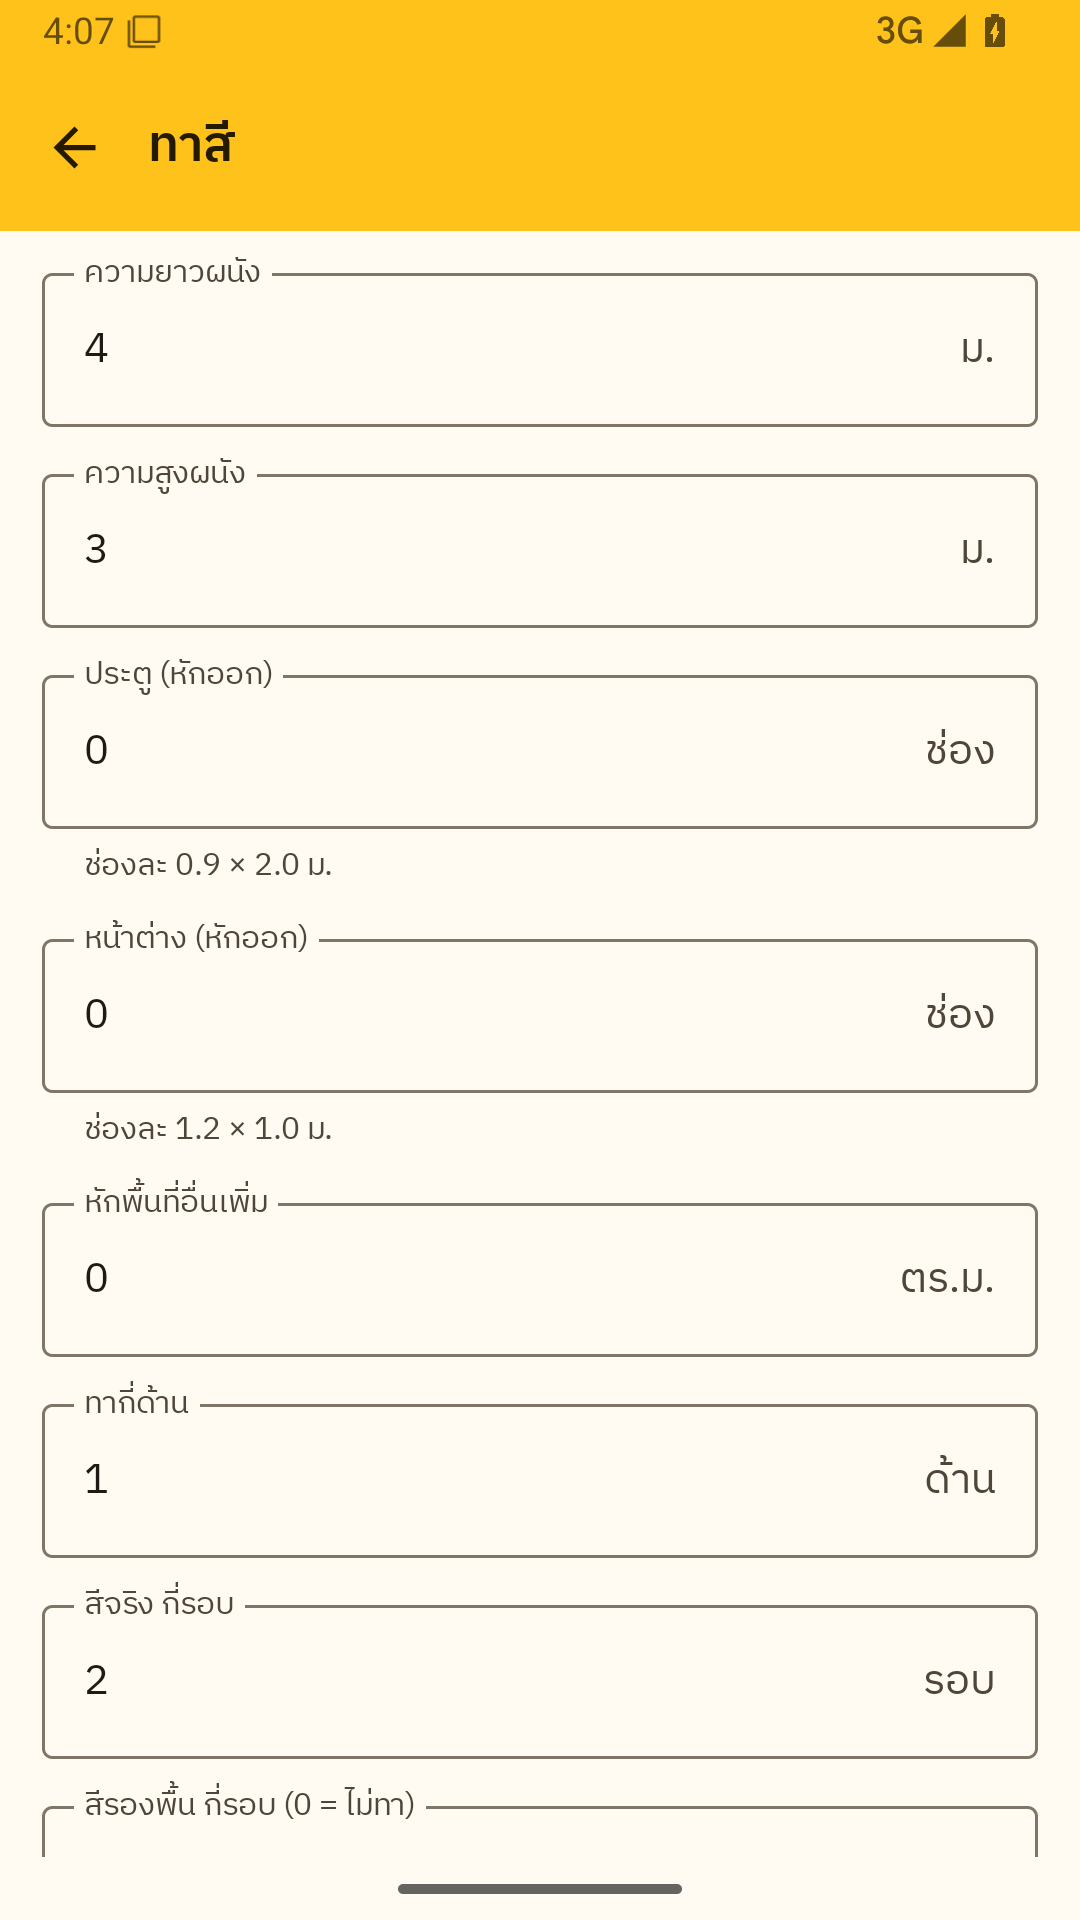 4:07
3G
ทาสี
ความยาวผนัง
4 ม.
ความสูงผนัง
3 ม.
ประตู (หักออก)
0 ช่อง
ช่องละ 0.9 × 2.0 ม.
หน้าต่าง (หักออก)
0 ช่อง
ช่องละ 1.2 × 1.0 ม.
หักพื้นที่อื่นเพิ่ม
0 ตร.ม.
ทากี่ด้าน
1 ด้าน
สีจริง กี่รอบ
2 รอบ
สีรองพื้น กี่รอบ (0 = ไม่ทา)